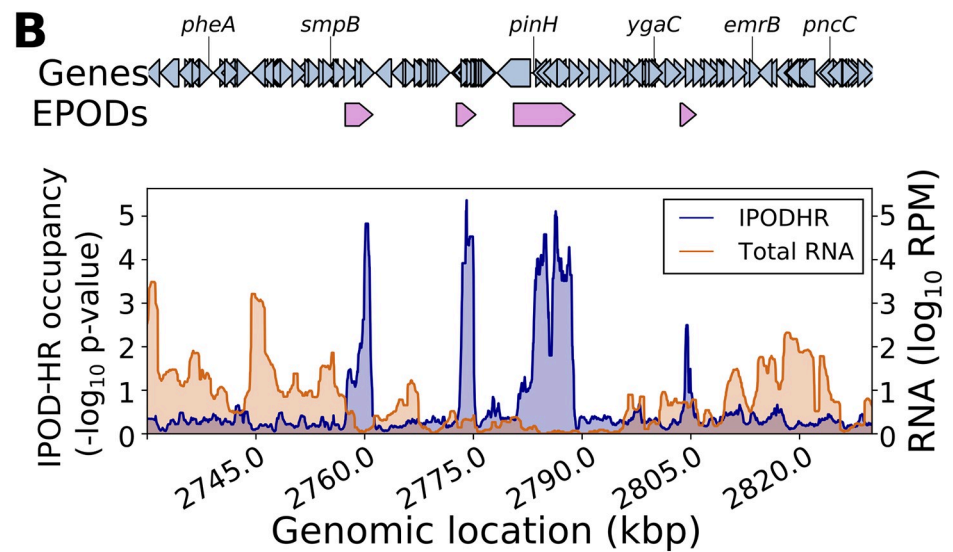 B
pheA smpB pinH ygaC emrB pncC
Genes
EPODs
IPOD-HR occupancy
(-log10 p-value)
5 4 3 2 1 0
IPODHR
Total RNA
5 4 3 2 1 0
RNA (log10 RPM)
2745.0 2760.0 2775.0 2790.0 2805.0 2820.0
Genomic location (kbp)